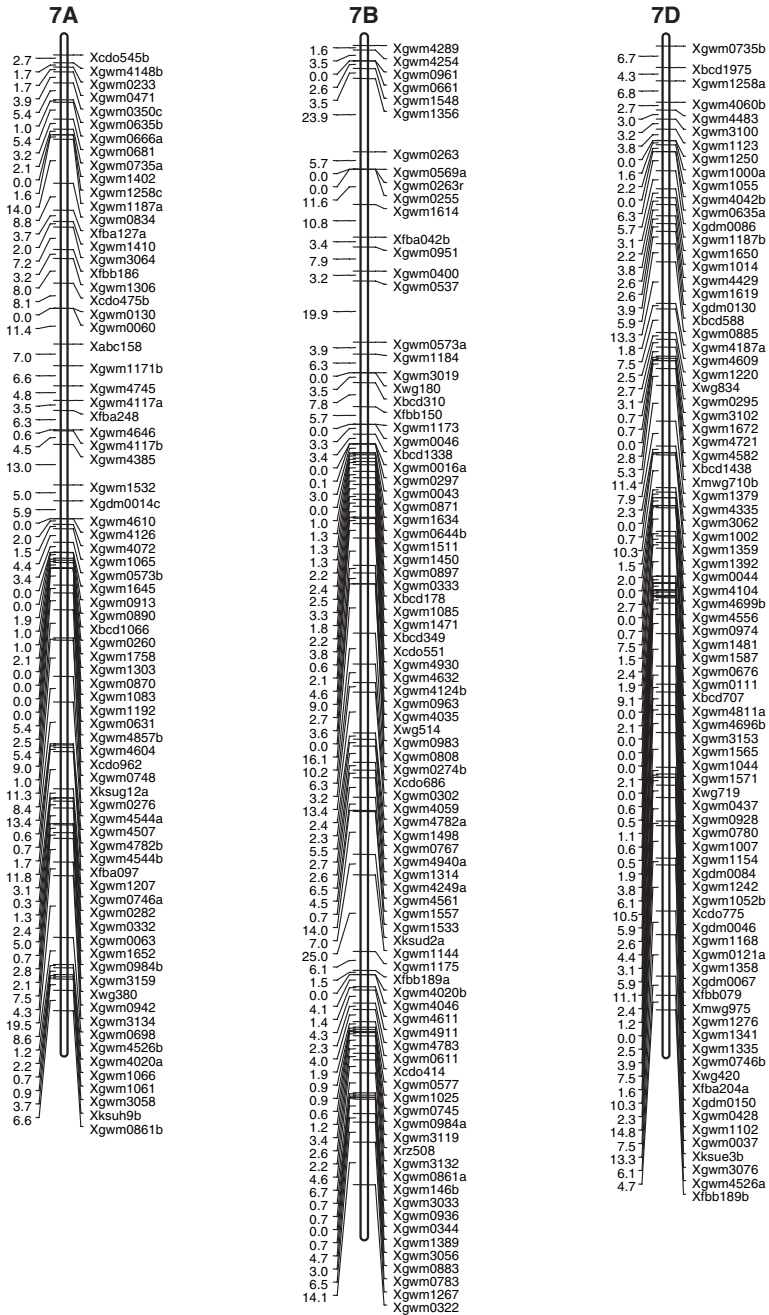 7A
2.7
1.7
1.7
3.9
5.4
1.0
5.4
3.2
2.1
0.0
1.6
14.0
8.8
3.7
2.0
7.2
3.2
8.0
8.1
0.0
11.4
7.0
6.6
4.8
3.5
6.3
0.6
4.5
13.0
5.0
5.9
0.0
2.0
1.5
4.4
3.4
0.0
0.0
1.9
1.0
1.0
2.1
0.0
0.0
0.0
0.0
5.4
2.5
5.4
9.0
1.0
11.3
8.4
13.4
0.6
0.7
1.7
11.8
3.1
0.3
1.3
2.4
5.0
0.7
2.8
2.1
7.5
4.3
19.5
8.6
1.2
2.2
0.7
0.9
3.7
6.6
Xcdo545b
Xgwm4148b
Xgwm0233
Xgwm0471
Xgwm0350c
Xgwm0635b
Xgwm0666a
Xgwm0681
Xgwm0735a
Xgwm1402
Xgwm1258c
Xgwm1187a
Xgwm0834
Xfba127a
Xgwm1410
Xgwm3064
Xfbb186
Xgwm1306
Xcdo475b
Xgwm0130
Xgwm0060
Xabc158
Xgwm1171b
Xgwm4745
Xgwm4117a
Xfba248
Xgwm4646
Xgwm4117b
Xgwm4385
Xgwm1532
Xgdm0014c
Xgwm4610
Xgwm4126
Xgwm4072
Xgwm1065
Xgwm0573b
Xgwm1645
Xgwm0913
Xgwm0890
Xbcd1066
Xgwm0260
Xgwm1758
Xgwm1303
Xgwm0870
Xgwm1083
Xgwm1192
Xgwm0631
Xgwm4857b
Xgwm4604
Xcdo962
Xgwm0748
Xksug12a
Xgwm0276
Xgwm4544a
Xgwm4507
Xgwm4782b
Xgwm4544b
Xfba097
Xgwm1207
Xgwm0746a
Xgwm0282
Xgwm0332
Xgwm0063
Xgwm1652
Xgwm0984b
Xgwm3159
Xwg380
Xgwm0942
Xgwm3134
Xgwm0698
Xgwm4526b
Xgwm4020a
Xgwm1066
Xgwm1061
Xgwm3058
Xksuh9b
Xgwm0861b
7B
1.6
3.5
0.0
2.6
3.5
23.9
5.7
0.0
0.0
11.6
10.8
3.4
7.9
3.2
19.9
3.9
6.3
0.0
3.5
7.8
5.7
0.0
3.3
3.4
0.0
0.1
3.0
0.0
1.0
1.3
1.3
1.3
2.2
2.4
2.5
3.3
1.8
2.2
3.8
0.6
2.1
4.6
9.0
2.7
3.6
0.0
16.1
10.2
6.3
3.2
13.4
2.4
2.3
5.5
2.7
2.6
6.5
4.5
0.7
14.0
7.0
25.0
6.1
1.5
0.0
4.1
1.4
4.3
2.3
4.0
1.9
0.9
0.9
0.6
1.2
3.4
2.6
2.2
4.6
6.7
0.7
0.7
0.0
0.7
4.7
3.0
6.5
14.1
Xgwm4289
Xgwm4254
Xgwm0961
Xgwm0661
Xgwm1548
Xgwm1356
Xgwm0263
Xgwm0569a
Xgwm0263r
Xgwm0255
Xgwm1614
Xfba042b
Xgwm0951
Xgwm0400
Xgwm0537
Xgwm0573a
Xgwm1184
Xgwm3019
Xwg180
Xbcd310
Xfbb150
Xgwm1173
Xgwm0046
Xbcd1338
Xgwm0016a
Xgwm0297
Xgwm0043
Xgwm0871
Xgwm1634
Xgwm0644b
Xgwm1511
Xgwm1450
Xgwm0897
Xgwm0333
Xbcd178
Xgwm1085
Xgwm1471
Xbcd349
Xcdo551
Xgwm4930
Xgwm4632
Xgwm4124b
Xgwm0963
Xgwm4035
Xwg514
Xgwm0983
Xgwm0808
Xgwm0274b
Xcdo686
Xgwm0302
Xgwm4059
Xgwm4782a
Xgwm1498
Xgwm0767
Xgwm4940a
Xgwm1314
Xgwm4249a
Xgwm4561
Xgwm1557
Xgwm1533
Xksud2a
Xgwm1144
Xgwm1175
Xfbb189a
Xgwm4020b
Xgwm4046
Xgwm4611
Xgwm4911
Xgwm4783
Xgwm0611
Xcdo414
Xgwm0577
Xgwm1025
Xgwm0745
Xgwm0984a
Xgwm3119
Xrz508
Xgwm3132
Xgwm0861a
Xgwm146b
Xgwm3033
Xgwm0936
Xgwm0344
Xgwm1389
Xgwm3056
Xgwm0883
Xgwm0783
Xgwm1267
Xgwm0322
7D
6.7
4.3
6.8
2.7
3.0
3.2
3.8
0.0
1.6
2.2
0.0
6.3
5.7
3.1
2.2
3.8
2.6
2.6
3.9
5.9
13.3
1.8
7.5
2.5
2.7
3.1
0.7
0.7
0.0
2.8
5.3
11.4
7.9
2.3
0.0
0.7
10.3
1.5
2.0
0.0
2.7
0.0
0.7
7.5
1.5
2.4
1.9
9.1
0.0
2.1
0.0
0.0
0.0
2.1
0.0
0.6
0.5
1.1
0.6
0.5
1.9
3.8
6.1
10.5
5.9
2.6
4.4
3.1
5.9
11.1
2.4
1.2
0.0
2.5
3.9
7.5
1.6
10.3
2.3
14.8
7.5
13.3
6.1
4.7
Xgwm0735b
Xbcd1975
Xgwm1258a
Xgwm4060b
Xgwm4483
Xgwm3100
Xgwm1123
Xgwm1250
Xgwm1000a
Xgwm1055
Xgwm4042b
Xgwm0635a
Xgdm0086
Xgwm1187b
Xgwm1650
Xgwm1014
Xgwm4429
Xgwm1619
Xgdm0130
Xbcd588
Xgwm0885
Xgwm4187a
Xgwm4609
Xgwm1220
Xwg834
Xgwm0295
Xgwm3102
Xgwm1672
Xgwm4721
Xgwm4582
Xbcd1438
Xmwg710b
Xgwm1379
Xgwm4335
Xgwm3062
Xgwm1002
Xgwm1359
Xgwm1392
Xgwm0044
Xgwm4104
Xgwm4699b
Xgwm4556
Xgwm0974
Xgwm1481
Xgwm1587
Xgwm0676
Xgwm0111
Xbcd707
Xgwm4811a
Xgwm4696b
Xgwm3153
Xgwm1565
Xgwm1044
Xgwm1571
Xwg719
Xgwm0437
Xgwm0928
Xgwm0780
Xgwm1007
Xgwm1154
Xgdm0084
Xgwm1242
Xgwm1052b
Xcdo775
Xgdm0046
Xgwm1168
Xgwm0121a
Xgwm1358
Xgdm0067
Xfbb079
Xmwg975
Xgwm1276
Xgwm1341
Xgwm1335
Xgwm0746b
Xwg420
Xfba204a
Xgdm0150
Xgwm0428
Xgwm1102
Xgwm0037
Xksue3b
Xgwm3076
Xgwm4526a
Xfbb189b